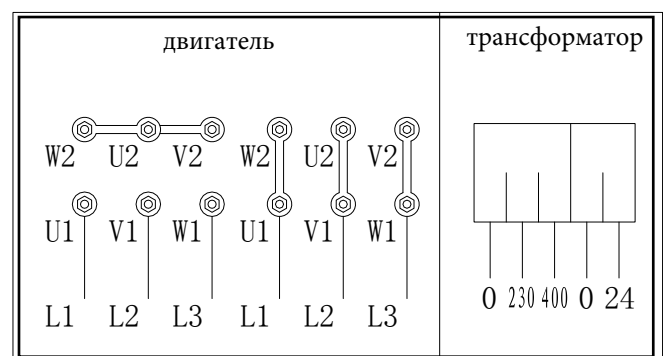 двигатель
трансформатор
W2 U2 V2 W2 U2 V2
U1 V1 W1 U1 V1 W1
L1 L2 L3 L1 L2 L3
0 230 400 0 24